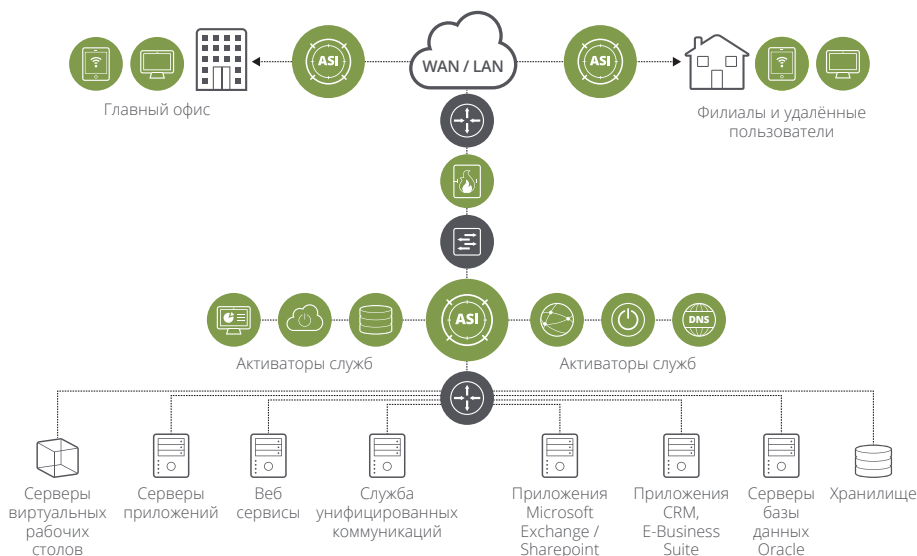 ASI
WAN / LAN
ASI
Главный офис
Филиалы и удалённые
пользователи
ASI
DNS
Активаторы служб
Активаторы служб
Серверы
виртуальных
рабочих
столов
Серверы
приложений
Веб
сервисы
Служба
унифицированных
коммуникаций
Приложения
Microsoft
Exchange /
Sharepoint
Приложения
CRM,
E-Business
Suite
Серверы
базы
данных
Oracle
Хранилище